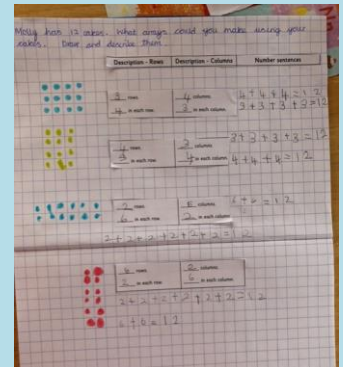 Molly has 12 cakes. What arrays could you make using your
cakes. Draw and describe them.
Description - Rows Description - Columns Number sentences
3 rows 4 columns 4+4+4=12
4 in each row 3 in each column 3+3+3+3=12
4 rows 3 columns 3+3+3+3=12
3 in each row 4 in each column 4+4+4=12
2 rows 6 columns 6+6=12
6 in each row 2 in each column
2+2+2+2+2+2=12
6 rows 2 columns
2 in each row 6 in each column
2+2+2+2+2+2=12
6+6=12